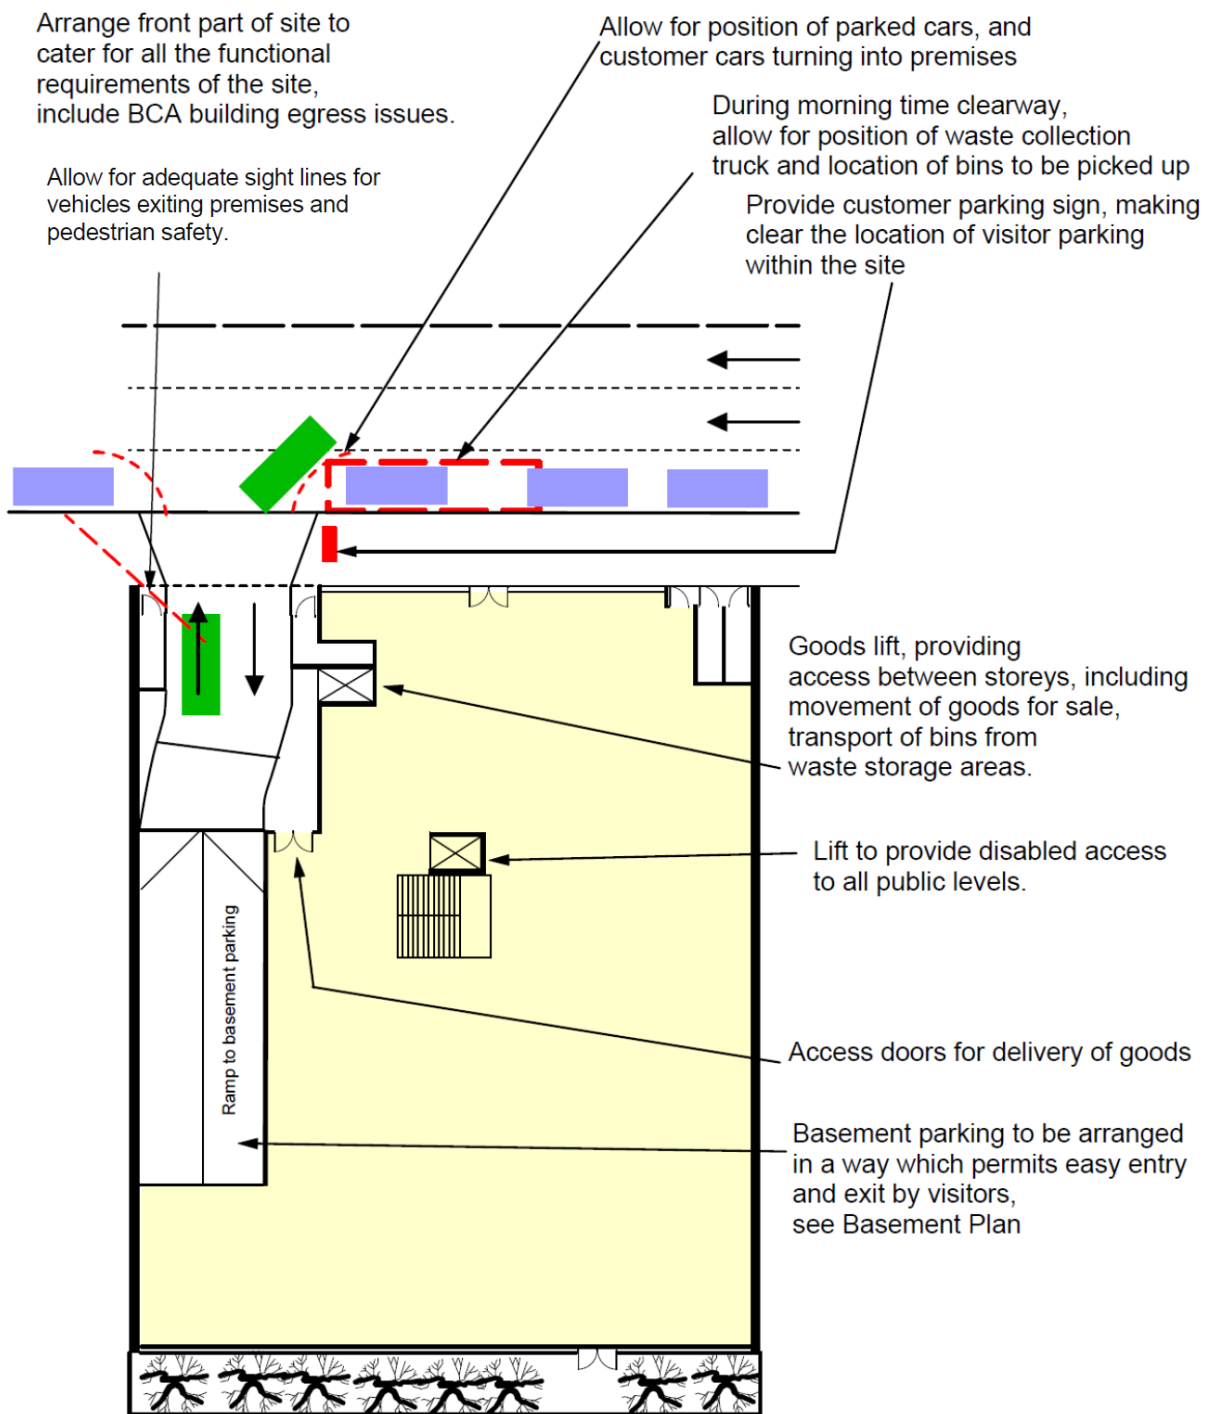 Arrange front part of site to
cater for all the functional
requirements of the site,
include BCA building egress issues.
Allow for position of parked cars, and
customer cars turning into premises
During morning time clearway,
allow for position of waste collection
truck and location of bins to be picked up
Allow for adequate sight lines for
vehicles exiting premises and
pedestrian safety.
Provide customer parking sign, making
clear the location of visitor parking
within the site
Goods lift, providing
access between storeys, including
movement of goods for sale,
transport of bins from
waste storage areas.
Lift to provide disabled access
to all public levels.
Ramp to basement parking
Access doors for delivery of goods
Basement parking to be arranged
in a way which permits easy entry
and exit by visitors,
see Basement Plan